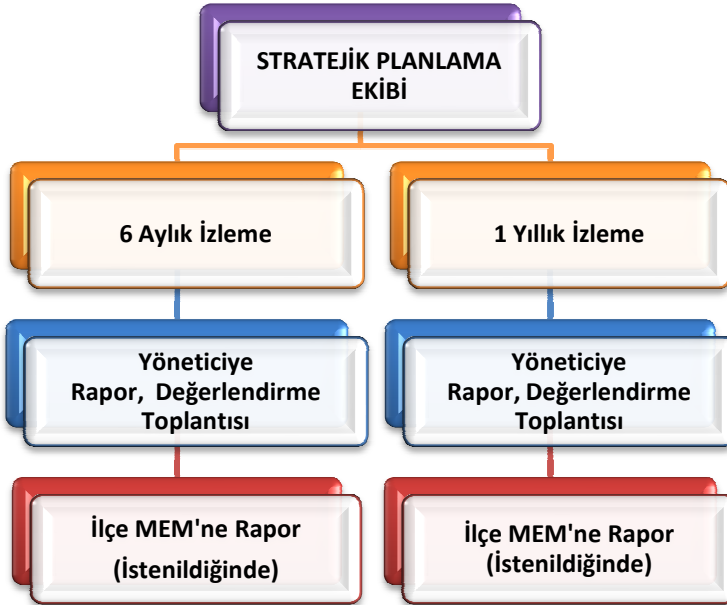 STRATEJİK PLANLAMA
EKİBİ
6 Aylık İzleme
1 Yıllık İzleme
Yöneticiye
Rapor, Değerlendirme
Toplantısı
Yöneticiye
Rapor, Değerlendirme
Toplantısı
İlçe MEM'ne Rapor
(İstenildiğinde)
İlçe MEM'ne Rapor
(İstenildiğinde)